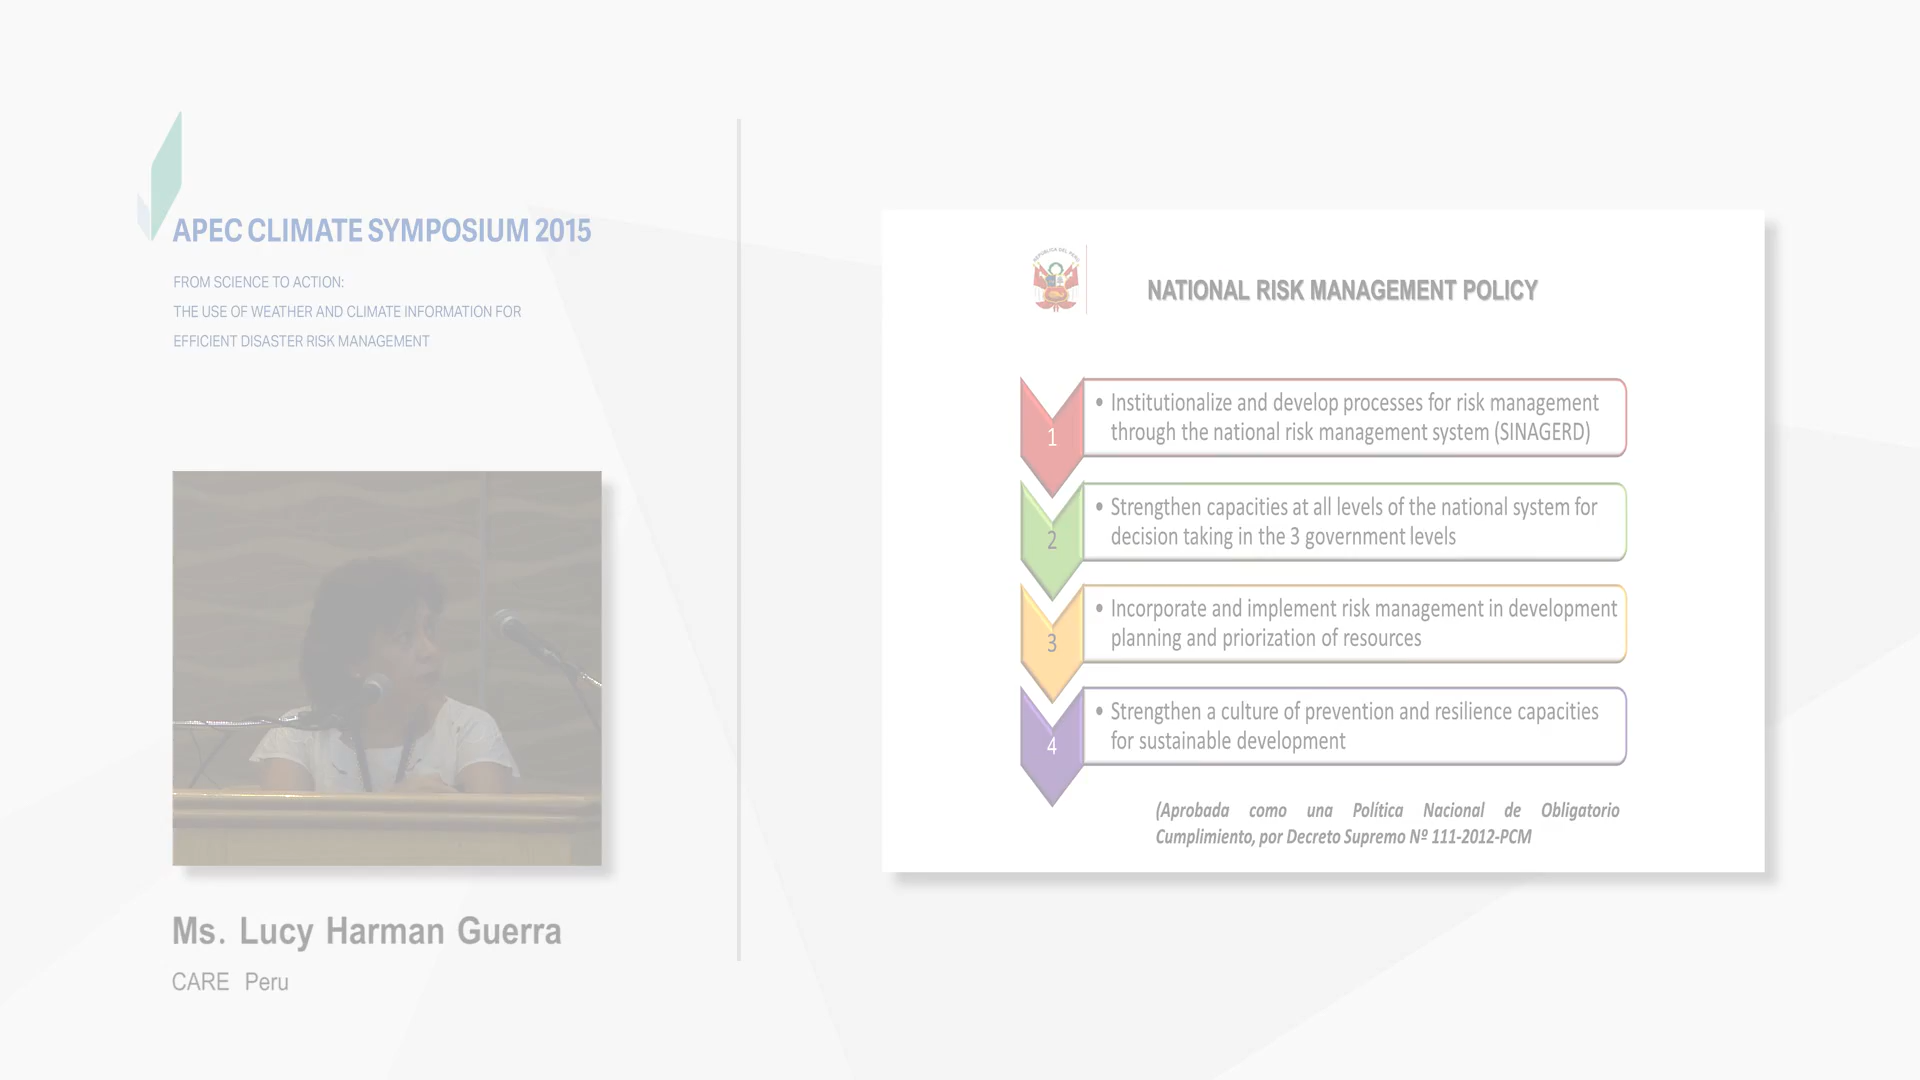 APEC CLIMATE SYMPOSIUM 2015
FROM SCIENCE TO ACTION:
THE USE OF WEATHER AND CLIMATE INFORMATION FOR
EFFICIENT DISASTER RISK MANAGEMENT
Ms. Lucy Harman Guerra
CARE Peru
REPUBLICA DEL PERU
NATIONAL RISK MANAGEMENT POLICY
1
• Institutionalize and develop processes for risk management
through the national risk management system (SINAGERD)
2
• Strengthen capacities at all levels of the national system for
decision taking in the 3 government levels
3
• Incorporate and implement risk management in development
planning and priorization of resources
4
• Strengthen a culture of prevention and resilience capacities
for sustainable development
(Aprobada como una Política Nacional de Obligatorio
Cumplimiento, por Decreto Supremo Nº 111-2012-PCM